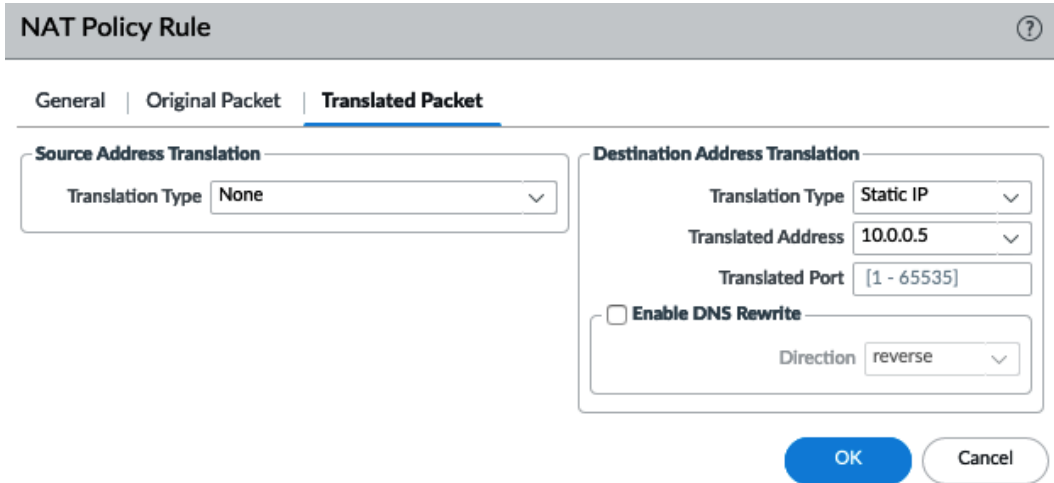 NAT Policy Rule
?
General | Original Packet | Translated Packet
Source Address Translation
Translation Type None
Destination Address Translation
Translation Type Static IP
Translated Address 10.0.0.5
Translated Port [1 - 65535]
Enable DNS Rewrite
Direction reverse
OK
Cancel